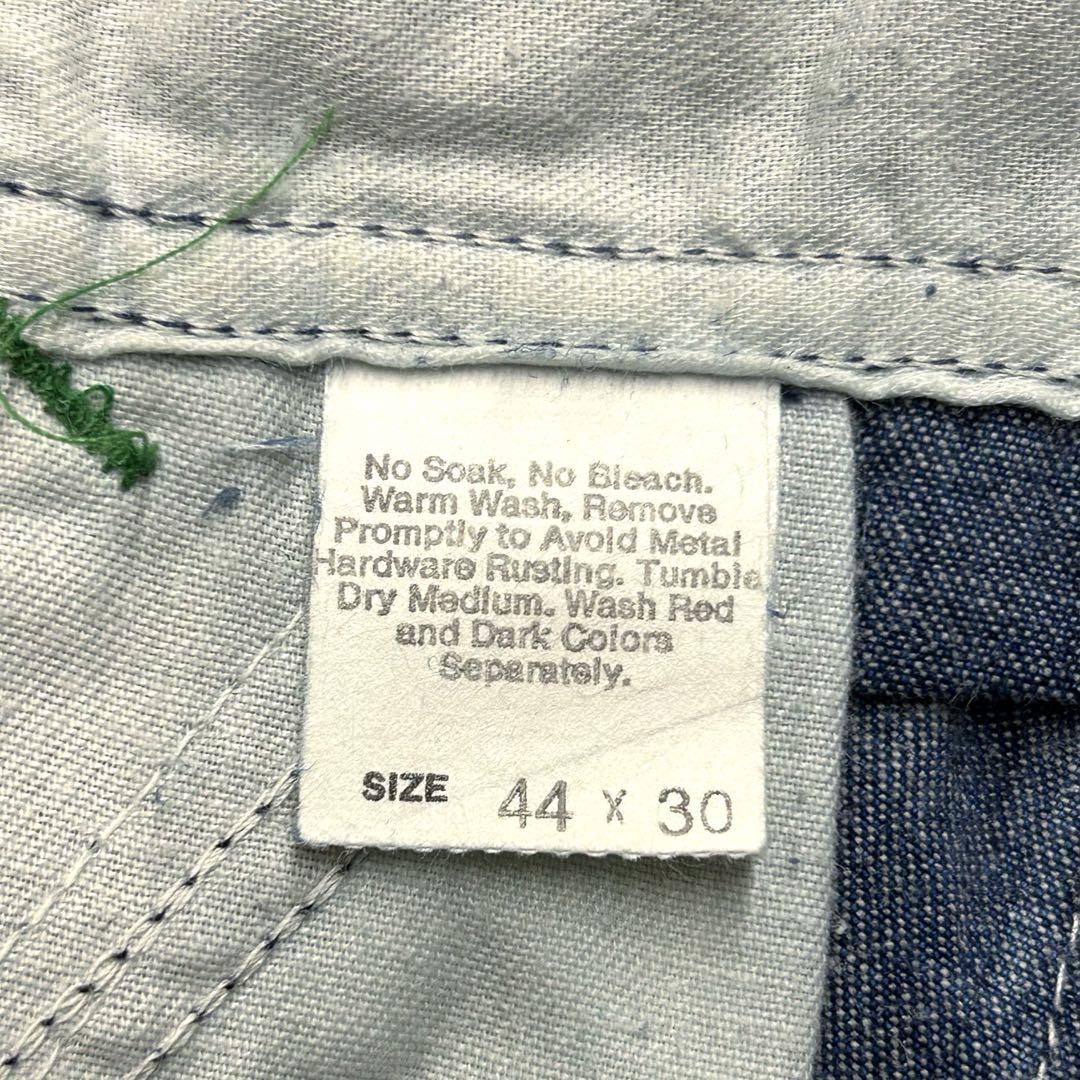 No Soak, No Bleach.
Warm Wash, Remove
Promptly to Avoid Metal
Hardware Rusting. Tumble
Dry Medium. Wash Red
and Dark Colors
Separately.
SIZE 44 x 30